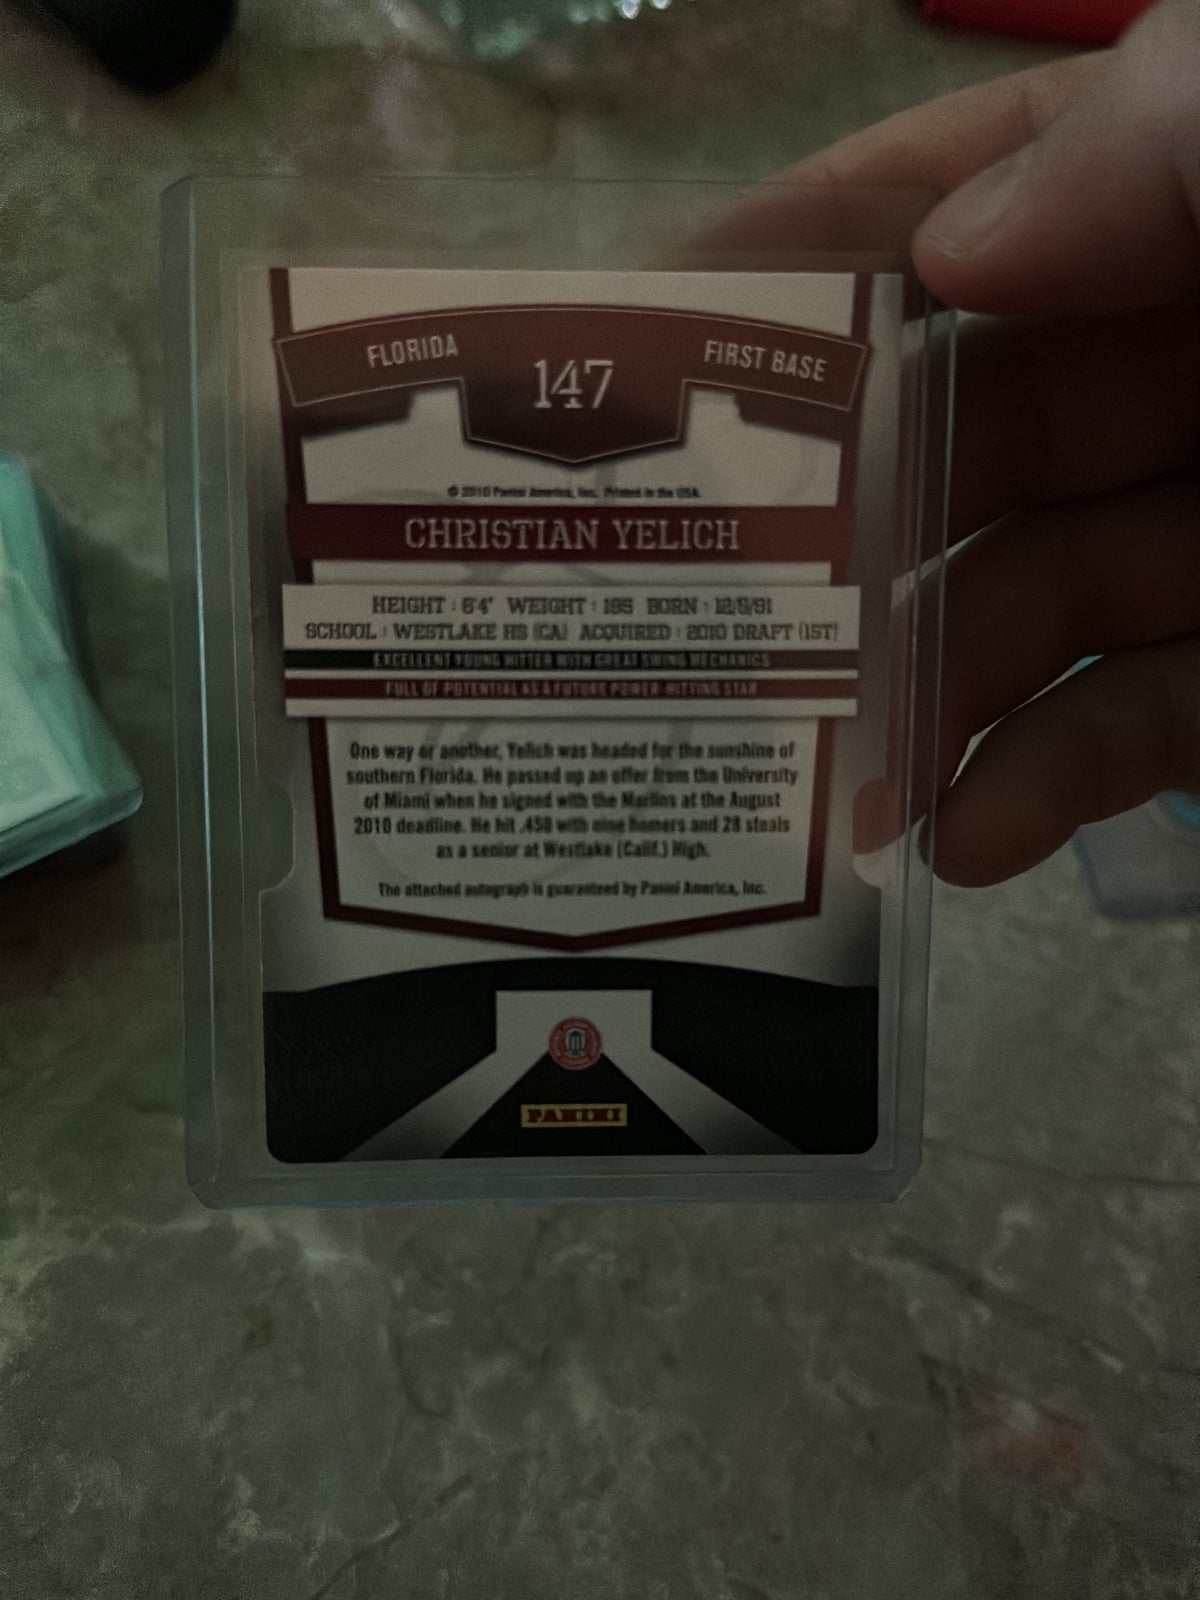 FLORIDA
147
FIRST BASE
© 2010 Panini America, Inc. Printed in the USA.
CHRISTIAN YELICH
HEIGHT : 6'4" WEIGHT : 195 BORN : 12/5/91
SCHOOL : WESTLAKE HS (CA) ACQUIRED : 2010 DRAFT (1ST)
EXCELLENT YOUNG HITTER WITH GREAT SWING MECHANICS
FULL OF POTENTIAL AS A FUTURE POWER-HITTING STAR
One way or another, Yelich was headed for the sunshine of
southern Florida. He passed up an offer from the University
of Miami when he signed with the Marlins at the August
2010 deadline. He hit .450 with nine homers and 28 steals
as a senior at Westlake (Calif.) High.
The attached autograph is guaranteed by Panini America, Inc.
PANINI